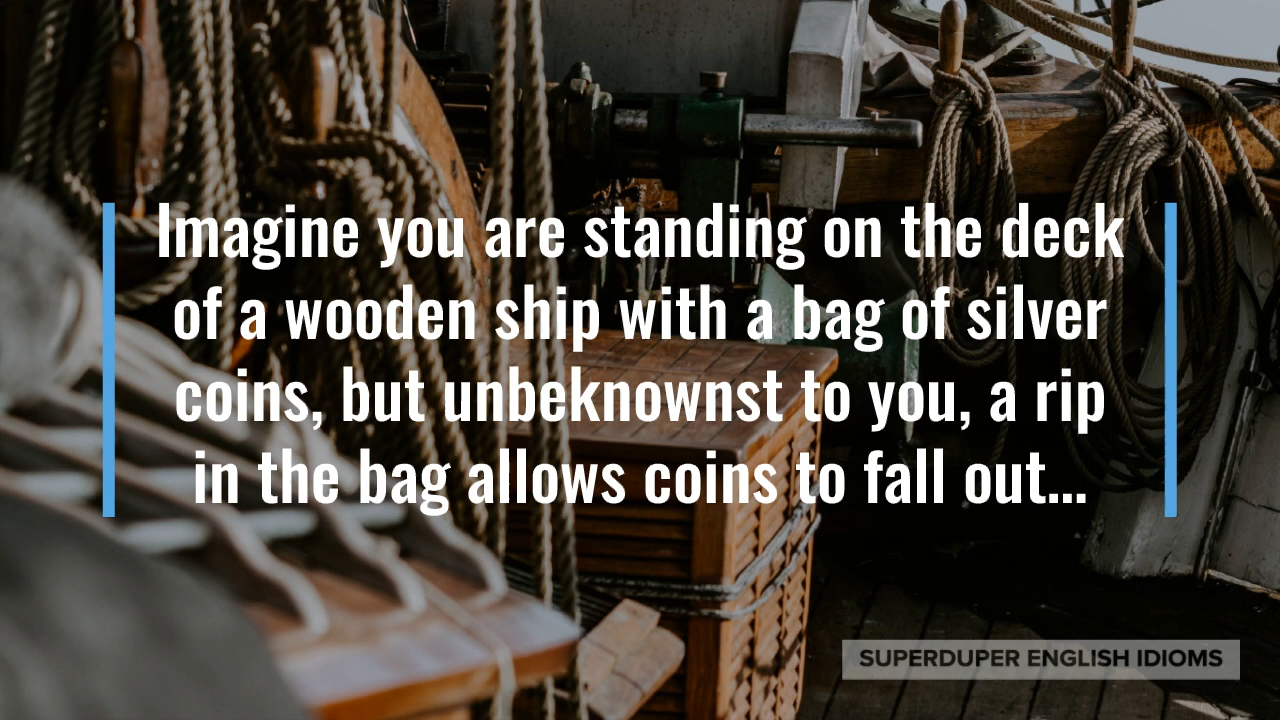 Imagine you are standing on the deck
of a wooden ship with a bag of silver
coins, but unbeknownst to you, a rip
in the bag allows coins to fall out...
SUPERDUPER ENGLISH IDIOMS